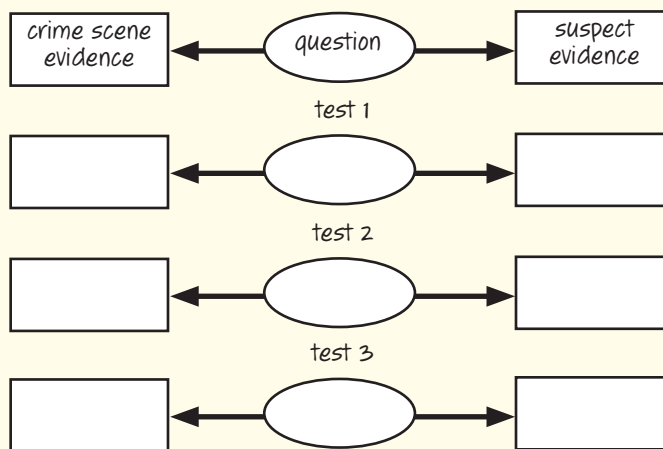 crime scene
evidence
question
suspect
evidence
test 1
test 2
test 3